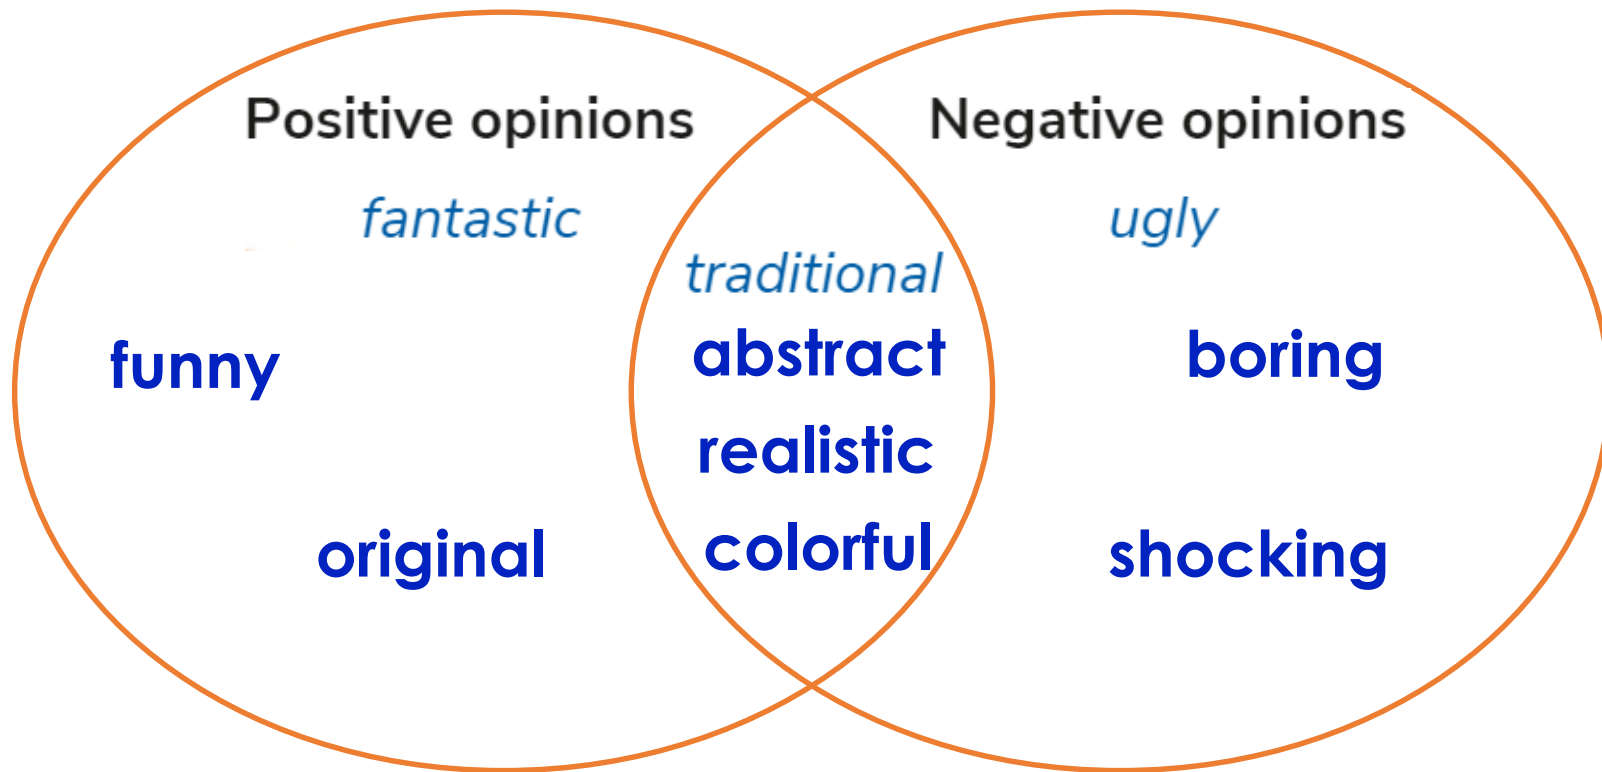 Positive opinions
Negative opinions
fantastic
ugly
traditional
funny
abstract
boring
realistic
original
colorful
shocking